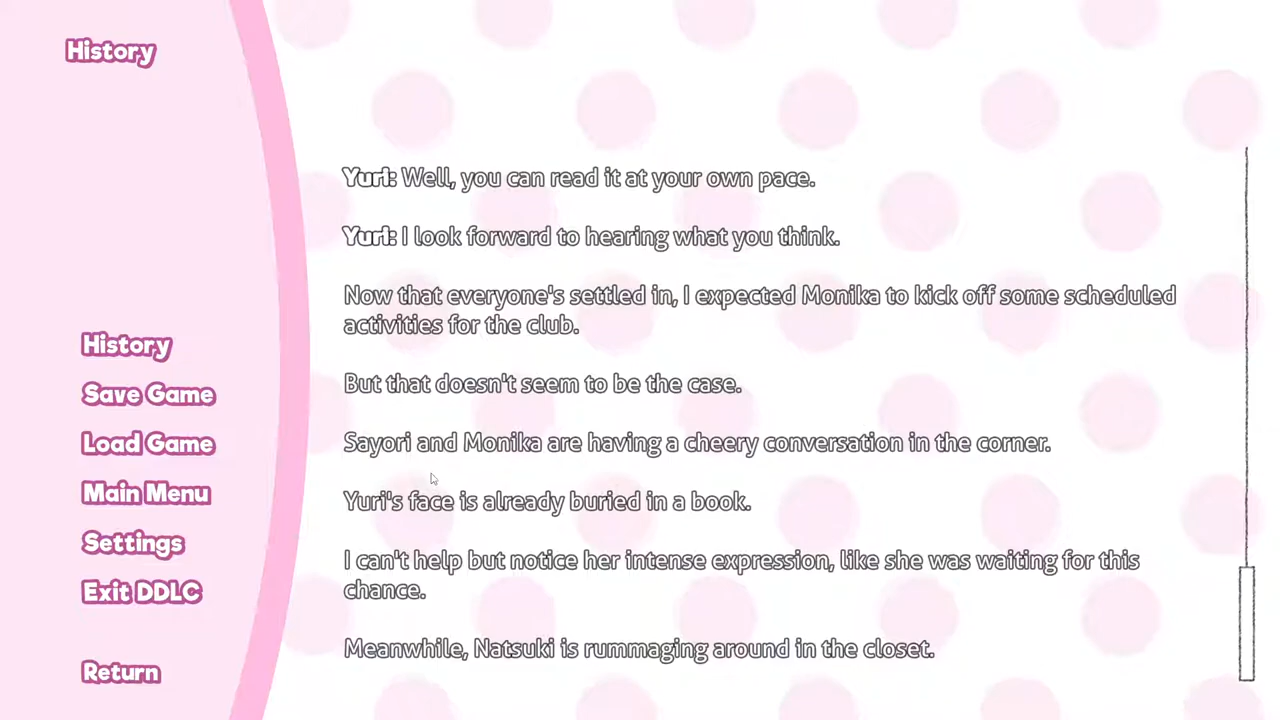 History
Yuri: Well, you can read it at your own pace.
Yuri: I look forward to hearing what you think.
Now that everyone's settled in, I expected Monika to kick off some scheduled
activities for the club.
But that doesn't seem to be the case.
Sayori and Monika are having a cheery conversation in the corner.
Yuri's face is already buried in a book.
I can't help but notice her intense expression, like she was waiting for this
chance.
Meanwhile, Natsuki is rummaging around in the closet.
History
Save Game
Load Game
Main Menu
Settings
Exit DDLC
Return